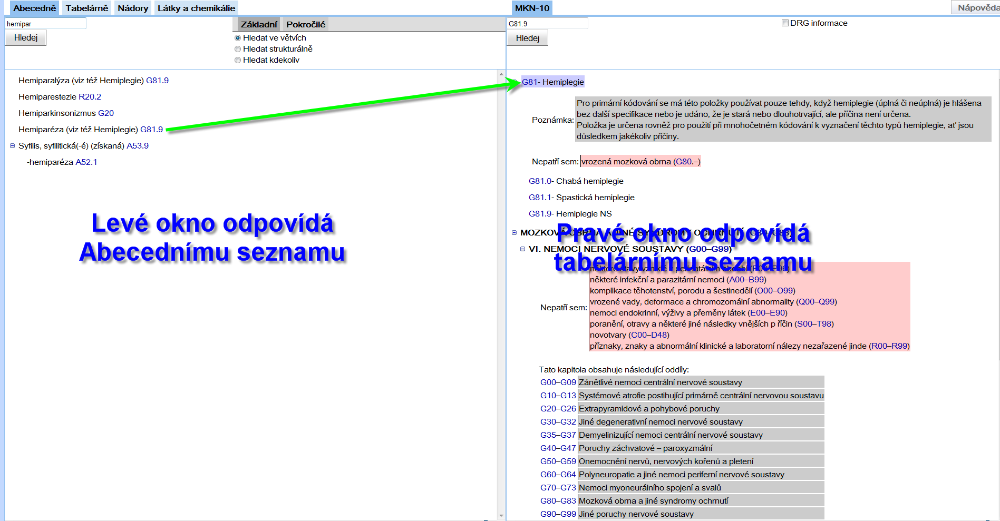 Abecedně Tabelárně Nádory Látky a chemikálie
hemipar
Hledej
Základní Pokročilé
Hledat ve větvích
Hledat strukturálně
Hledat kdekoliv
Hemiparalýza (viz též Hemiplegie) G81.9
Hemiparestezie R20.2
Hemiparkinsonizmus G20
Hemiparéza (viz též Hemiplegie) G81.9
Syfilis, syfilitická(-é) (získaná) A53.9
-hemiparéza A52.1
Levé okno odpovídá
Abecednímu seznamu
MKN-10
Nápověda
G81.9
DRG informace
Hledej
G81- Hemiplegie
Poznámka:
Pro primární kódování se má této položky používat pouze tehdy, když hemiplegie (úplná či neúplná) je hlášena
bez další specifikace nebo je udáno, že je stará nebo dlouhotrvající, ale příčina není určena.
Položka je určena rovněž pro použití při mnohočetném kódování k vyznačení těchto typů hemiplegie, ať jsou
důsledkem jakékoliv příčiny.
Nepatří sem: vrozená mozková obrna (G80.–)
G81.0- Chabá hemiplegie
G81.1- Spastická hemiplegie
G81.9- Hemiplegie NS
MOZKOVÁ OBRNA A JINÉ SYNDROMY OCHRNUTÍ (G80–G83)
Pravé okno odpovídá
tabelárnímu seznamu
VI. NEMOCI NERVOVÉ SOUSTAVY (G00–G99)
Nepatří sem:
některé stavy vzniklé v perinatálním období (P00–P96)
některé infekční a parazitární nemoci (A00–B99)
komplikace těhotenství, porodu a šestinedělí (O00–O99)
vrozené vady, deformace a chromozomální abnormality (Q00–Q99)
nemoci endokrinní, výživy a přeměny látek (E00–E90)
poranění, otravy a některé jiné následky vnějších p říčin (S00–T98)
novotvary (C00–D48)
příznaky, znaky a abnormální klinické a laboratorní nálezy nezařazené jinde (R00–R99)
Tato kapitola obsahuje následující oddíly:
G00–G09 Zánětlivé nemoci centrální nervové soustavy
G10–G13 Systémové atrofie postihující primárně centrální nervovou soustavu
G20–G26 Extrapyramidové a pohybové poruchy
G30–G32 Jiné degenerativní nemoci nervové soustavy
G35–G37 Demyelinizující nemoci centrální nervové soustavy
G40–G47 Poruchy záchvatové – paroxyzmální
G50–G59 Onemocnění nervů, nervových kořenů a pletení
G60–G64 Polyneuropatie a jiné nemoci periferní nervové soustavy
G70–G73 Nemoci myoneurálního spojení a svalů
G80–G83 Mozková obrna a jiné syndromy ochrnutí
G90–G99 Jiné poruchy nervové soustavy